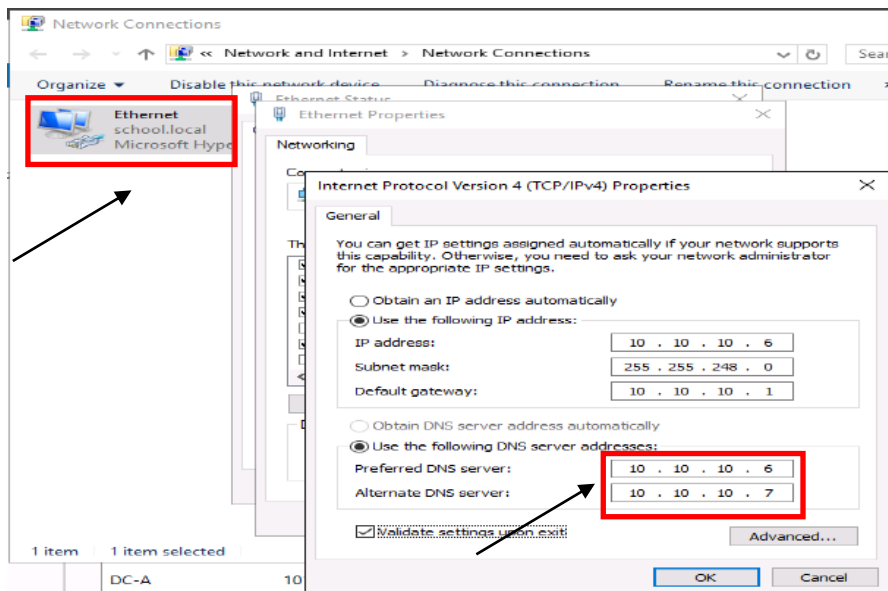 Network Connections
« Network and Internet > Network Connections
Sear
Organize Disable this network device Diagnose this connection Rename this connection
Ethernet
school.local
Microsoft Hype
Ethernet Status
Ethernet Properties
Networking
Internet Protocol Version 4 (TCP/IPv4) Properties
General
You can get IP settings assigned automatically if your network supports
this capability. Otherwise, you need to ask your network administrator
for the appropriate IP settings.
Obtain an IP address automatically
Use the following IP address:
IP address: 10 . 10 . 10 . 6
Subnet mask: 255 . 255 . 248 . 0
Default gateway: 10 . 10 . 10 . 1
Obtain DNS server address automatically
Use the following DNS server addresses:
Preferred DNS server: 10 . 10 . 10 . 6
Alternate DNS server: 10 . 10 . 10 . 7
Validate settings upon exit
Advanced...
1 item 1 item selected
OK Cancel
DC-A 10